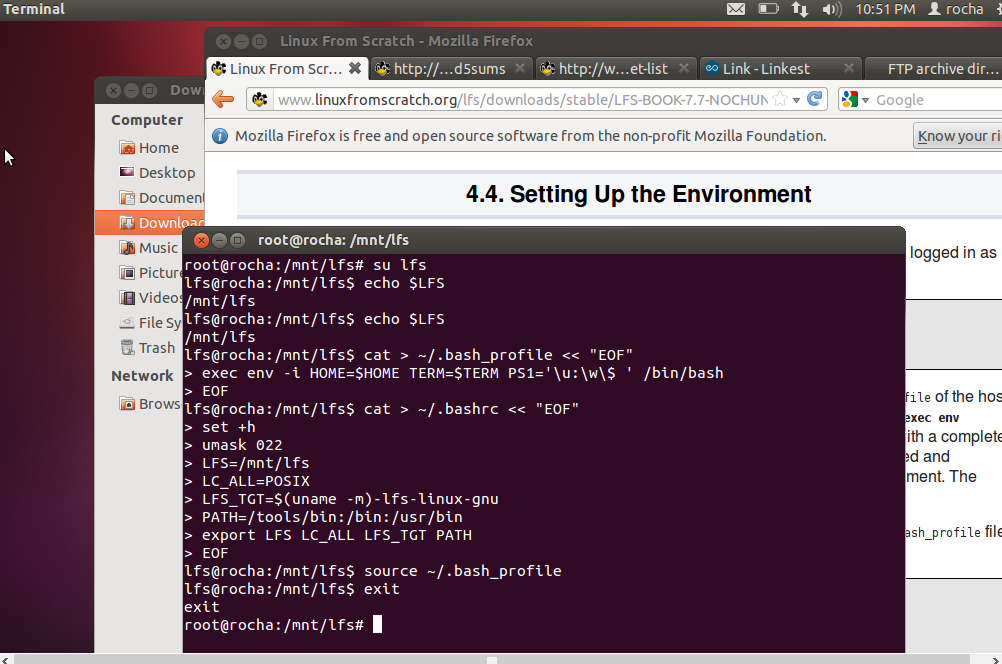 Terminal
10:51 PM rocha
Linux From Scratch - Mozilla Firefox
Linux From Scr... http://...d5sums http://w...et-list Link - Linkest FTP archive dir...
www.linuxfromscratch.org/lfs/downloads/stable/LFS-BOOK-7.7-NOCHUN Google
Mozilla Firefox is free and open source software from the non-profit Mozilla Foundation. Know your ri
Dow
Computer
Home
Desktop
Document
Download
Music
Picture
Videos
File Sy
Trash
Network
Brows
4.4. Setting Up the Environment
logged in as
file of the hos
exec env
ith a complete
ed and
ment. The
ash_profile file
root@rocha: /mnt/lfs
root@rocha:/mnt/lfs# su lfs
lfs@rocha:/mnt/lfs$ echo $LFS
/mnt/lfs
lfs@rocha:/mnt/lfs$ echo $LFS
/mnt/lfs
lfs@rocha:/mnt/lfs$ cat > ~/.bash_profile << "EOF"
> exec env -i HOME=$HOME TERM=$TERM PS1='\u:\w\$ ' /bin/bash
> EOF
lfs@rocha:/mnt/lfs$ cat > ~/.bashrc << "EOF"
> set +h
> umask 022
> LFS=/mnt/lfs
> LC_ALL=POSIX
> LFS_TGT=$(uname -m)-lfs-linux-gnu
> PATH=/tools/bin:/bin:/usr/bin
> export LFS LC_ALL LFS_TGT PATH
> EOF
lfs@rocha:/mnt/lfs$ source ~/.bash_profile
lfs@rocha:/mnt/lfs$ exit
exit
root@rocha:/mnt/lfs#